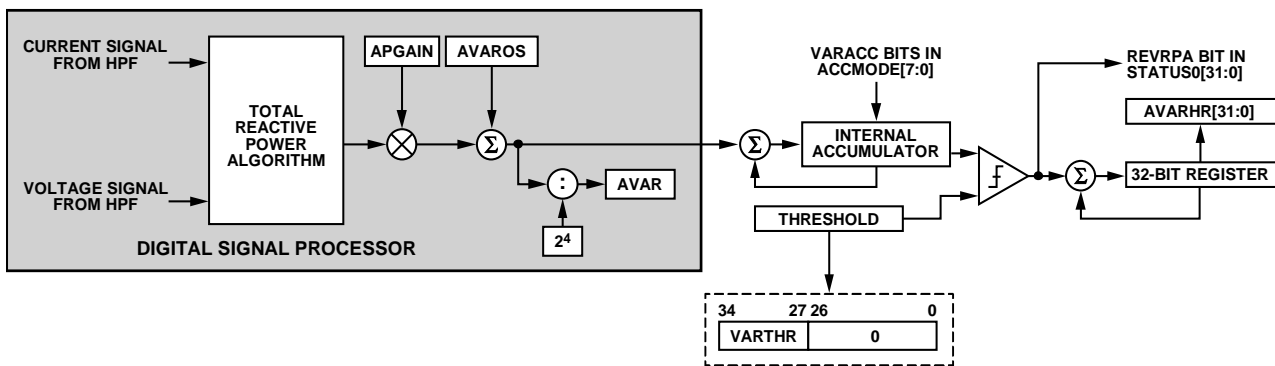 CURRENT SIGNAL
FROM HPF
VOLTAGE SIGNAL
FROM HPF
TOTAL
REACTIVE
POWER
ALGORITHM
APGAIN
AVAROS
Σ
:
AVAR
2⁴
DIGITAL SIGNAL PROCESSOR
VARACC BITS IN
ACCMODE[7:0]
Σ
INTERNAL
ACCUMULATOR
THRESHOLD
34 27 26 0
VARTHR 0
REVRPA BIT IN
STATUS0[31:0]
AVARHR[31:0]
Σ
32-BIT REGISTER